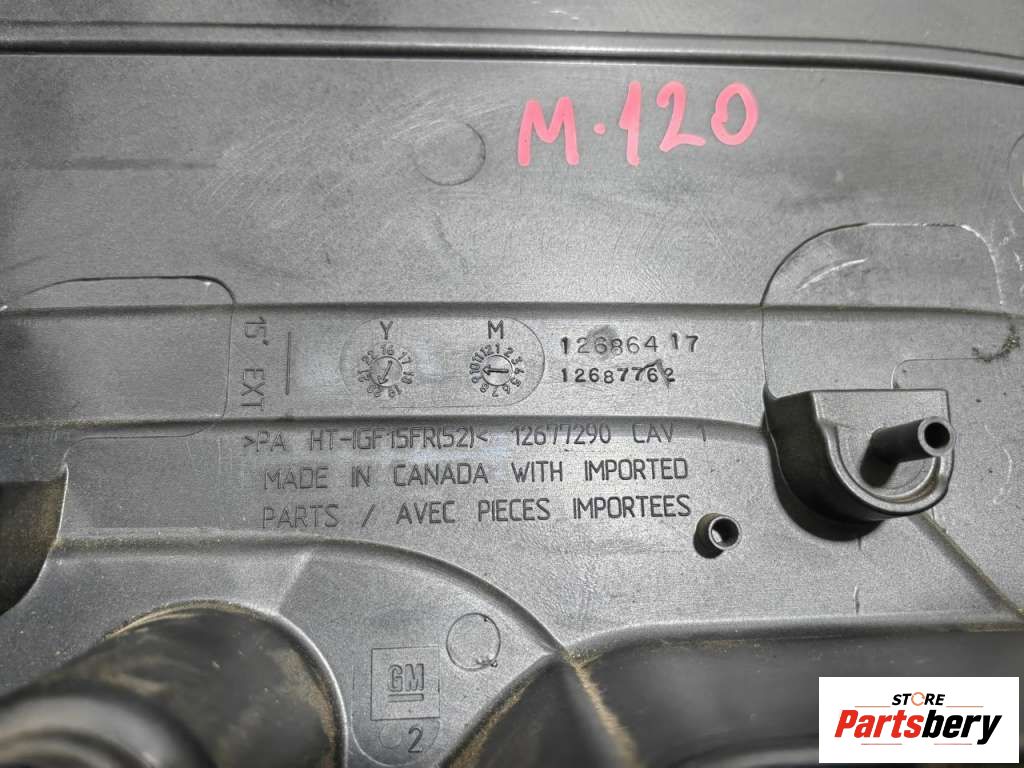 M.120
15° EXT
Y
M
12686417
12687762
>PA HT-(GF15FR(52)< 12677290 CAV 1
MADE IN CANADA WITH IMPORTED
PARTS / AVEC PIECES IMPORTEES
GM
2
STORE
Partsbery